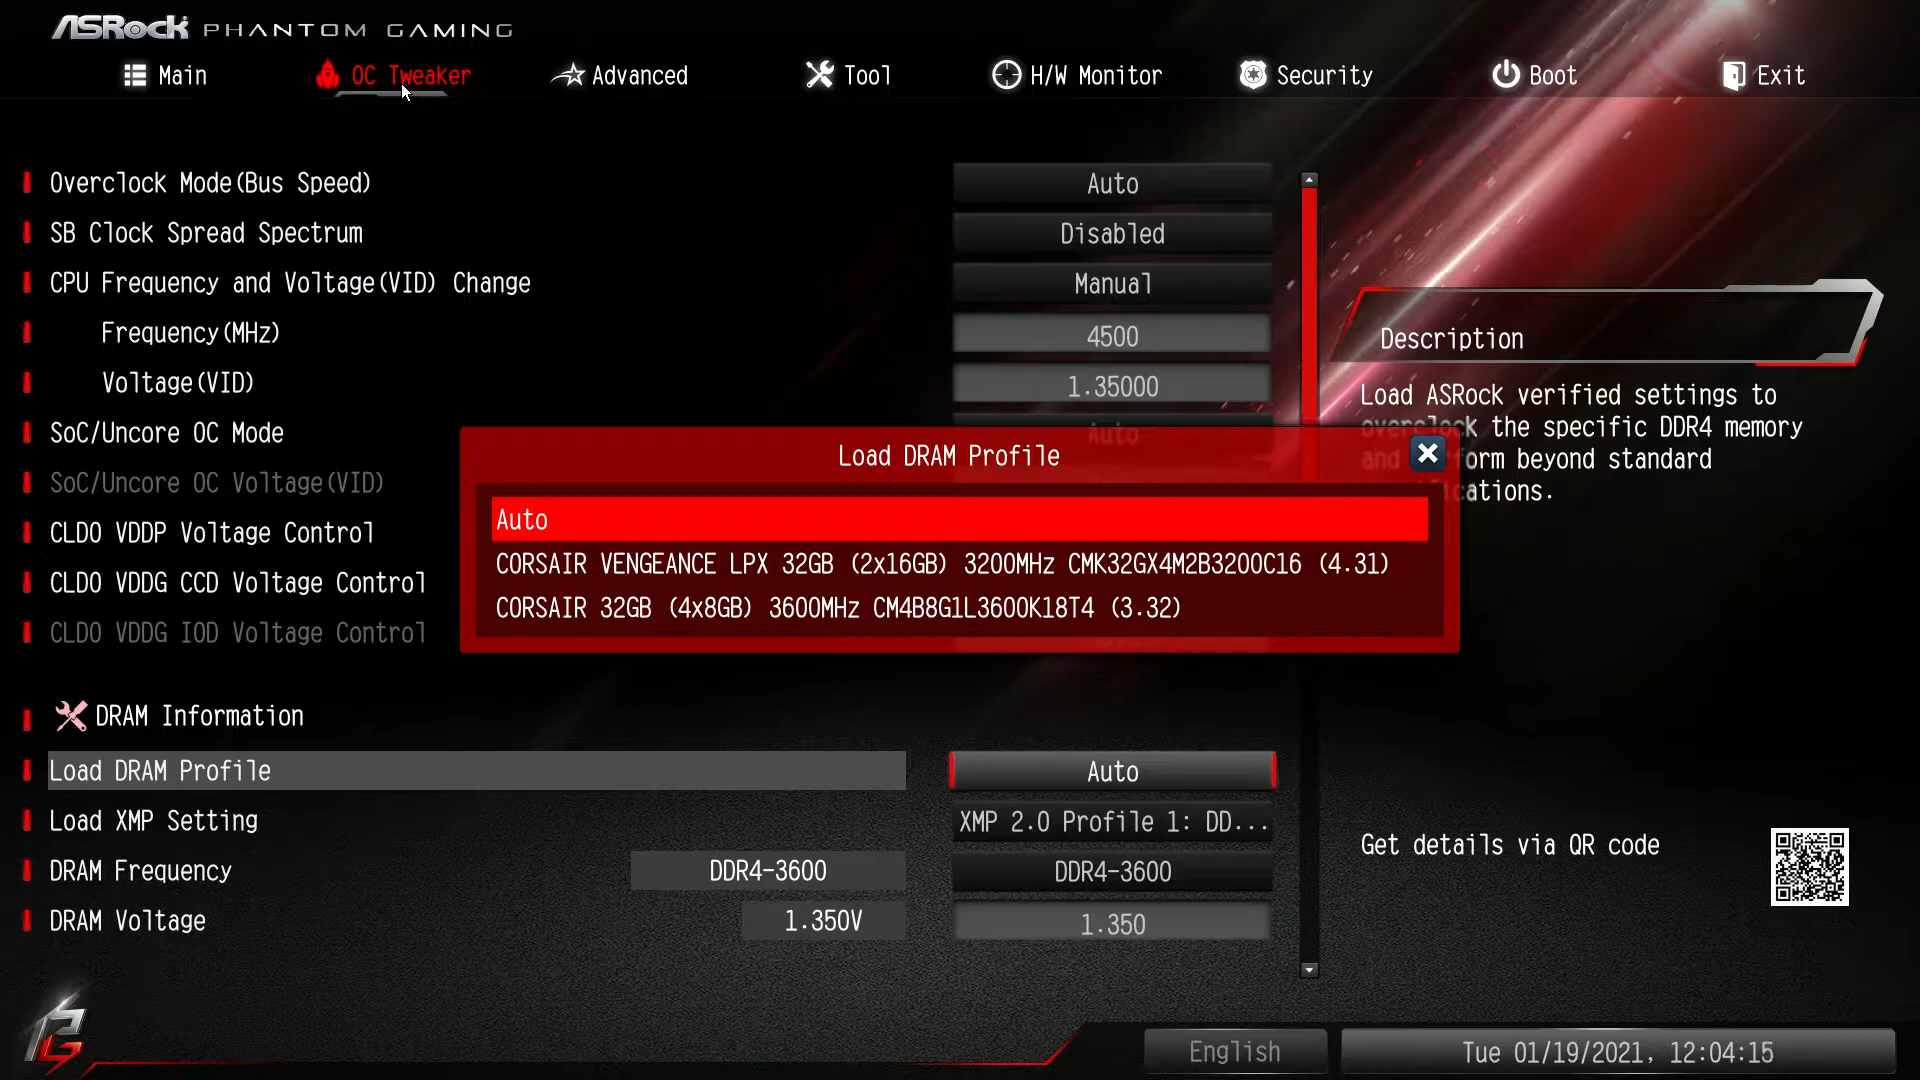 ASRock PHANTOM GAMING
Main
OC Tweaker
Advanced
Tool
H/W Monitor
Security
Boot
Exit
Overclock Mode(Bus Speed) Auto
SB Clock Spread Spectrum Disabled
CPU Frequency and Voltage(VID) Change Manual
Frequency(MHz) 4500
Voltage(VID) 1.35000
SoC/Uncore OC Mode Auto
SoC/Uncore OC Voltage(VID)
CLDO VDDP Voltage Control
CLDO VDDG CCD Voltage Control
CLDO VDDG IOD Voltage Control
Load DRAM Profile
Auto
CORSAIR VENGEANCE LPX 32GB (2x16GB) 3200MHz CMK32GX4M2B3200C16 (4.31)
CORSAIR 32GB (4x8GB) 3600MHz CM4B8G1L3600K18T4 (3.32)
DRAM Information
Load DRAM Profile Auto
Load XMP Setting XMP 2.0 Profile 1: DD...
DRAM Frequency DDR4-3600 DDR4-3600
DRAM Voltage 1.350V 1.350
Description
Load ASRock verified settings to
overclock the specific DDR4 memory
and form beyond standard
ications.
Get details via QR code
English
Tue 01/19/2021, 12:04:15